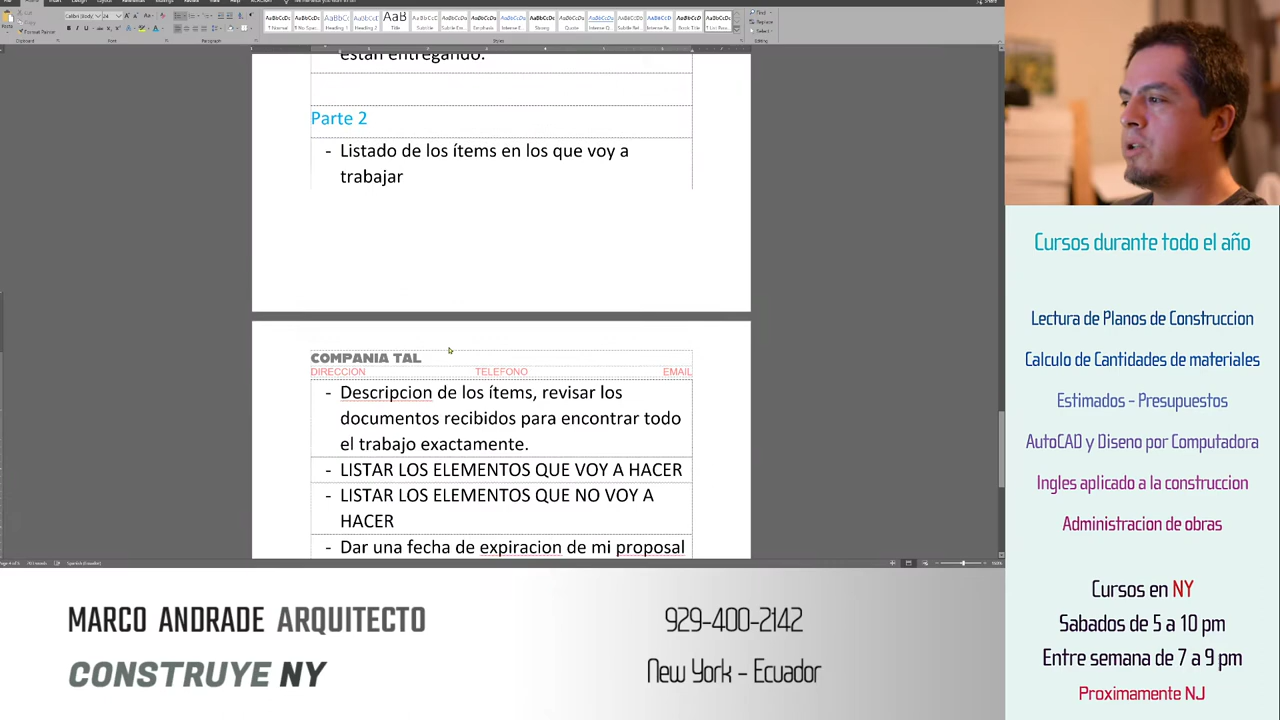 están entregando.
Parte 2
- Listado de los ítems en los que voy a
trabajar
COMPANIA TAL
DIRECCION TELEFONO EMAIL
- Descripcion de los ítems, revisar los
documentos recibidos para encontrar todo
el trabajo exactamente.
- LISTAR LOS ELEMENTOS QUE VOY A HACER
- LISTAR LOS ELEMENTOS QUE NO VOY A
HACER
- Dar una fecha de expiracion de mi proposal
Cursos durante todo el año
Lectura de Planos de Construccion
Calculo de Cantidades de materiales
Estimados - Presupuestos
AutoCAD y Diseno por Computadora
Ingles aplicado a la construccion
Administracion de obras
Cursos en NY
Sabados de 5 a 10 pm
Entre semana de 7 a 9 pm
Proximamente NJ
MARCO ANDRADE ARQUITECTO
CONSTRUYE NY
929-400-2142
New York - Ecuador